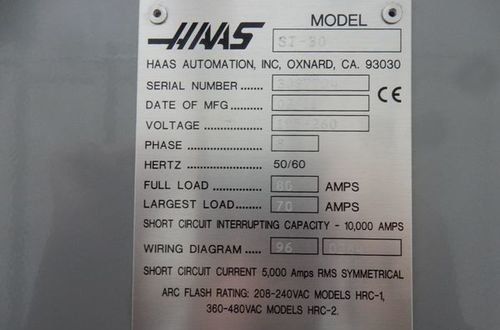 HAAS
MODEL
ST-30
HAAS AUTOMATION, INC, OXNARD, CA. 93030
SERIAL NUMBER
CE
DATE OF MFG
VOLTAGE 195/260
PHASE
HERTZ 50/60
FULL LOAD 80 AMPS
LARGEST LOAD 70 AMPS
SHORT CIRCUIT INTERRUPTING CAPACITY - 10,000 AMPS
WIRING DIAGRAM 96
SHORT CIRCUIT CURRENT 5,000 Amps RMS SYMMETRICAL
ARC FLASH RATING: 208-240VAC MODELS HRC-1,
360-480VAC MODELS HRC-2.